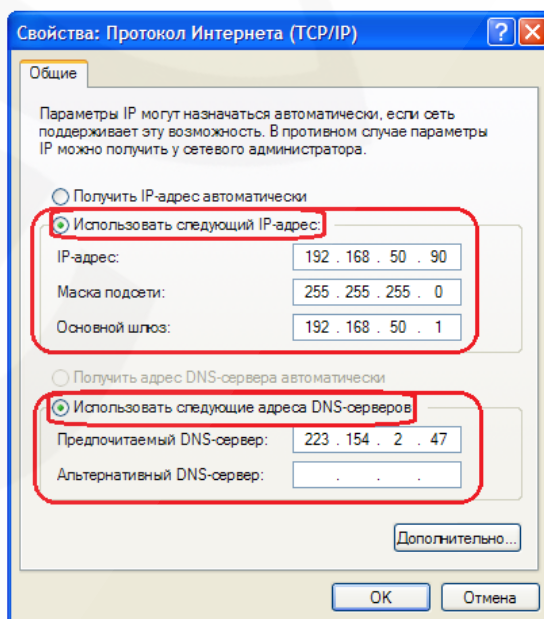 Свойства: Протокол Интернета (TCP/IP)
Общие
Параметры IP могут назначаться автоматически, если сеть
поддерживает эту возможность. В противном случае параметры
IP можно получить у сетевого администратора.
Получить IP-адрес автоматически
Использовать следующий IP-адрес:
IP-адрес: 192 . 168 . 50 . 90
Маска подсети: 255 . 255 . 255 . 0
Основной шлюз: 192 . 168 . 50 . 1
Получить адрес DNS-сервера автоматически
Использовать следующие адреса DNS-серверов
Предпочитаемый DNS-сервер: 223 . 154 . 2 . 47
Альтернативный DNS-сервер: . . .
Дополнительно...
OK Отмена